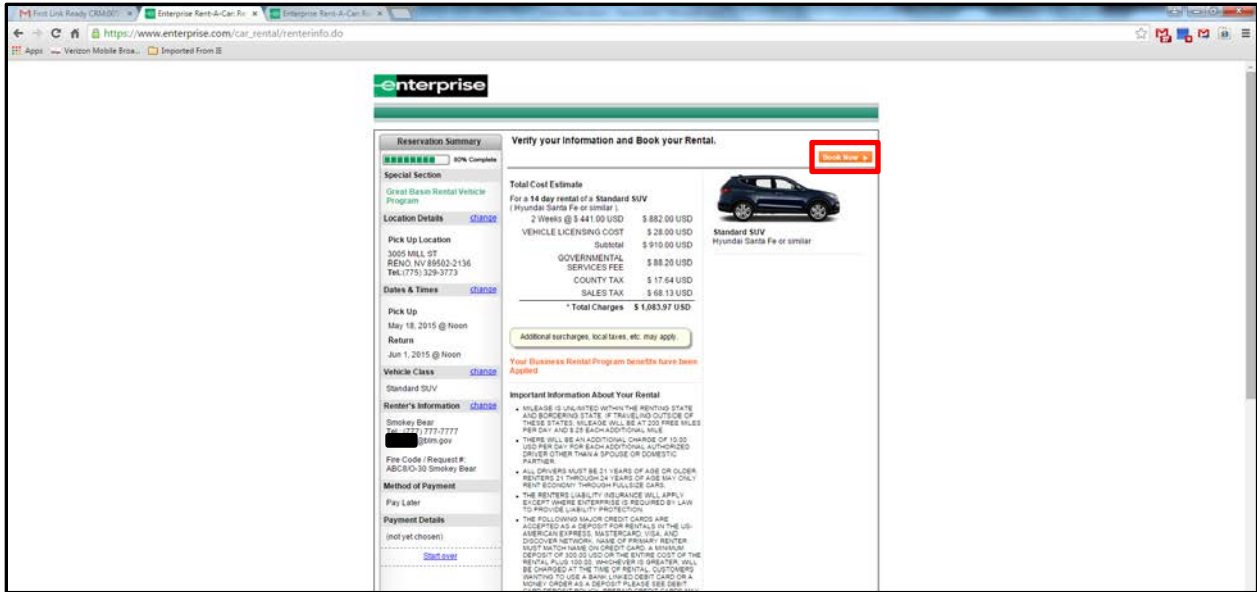 First Link Ready CRM:00
Enterprise Rent-A-Car: Re
Enterprise Rent-A-Car: Re
https://www.enterprise.com/car_rental/renterinfo.do
Apps Verizon Mobile Broa... Imported From IE
enterprise
Reservation Summary
80% Complete
Special Section
Great Basin Rental Vehicle
Program
Location Details change
Pick Up Location
3005 MILL ST
RENO, NV 89502-2136
Tel.:(775) 329-3773
Dates & Times change
Pick Up
May 18, 2015 @ Noon
Return
Jun 1, 2015 @ Noon
Vehicle Class change
Standard SUV
Renter's Information change
Smokey Bear
Tel.: (777) 777-7777
@blm.gov
Fire Code / Request #:
ABC8/O-30 Smokey Bear
Method of Payment
Pay Later
Payment Details
(not yet chosen)
Start over
Verify your information and Book your Rental.
Book Now
Total Cost Estimate
For a 14 day rental of a Standard SUV
( Hyundai Santa Fe or similar ).
2 Weeks @ $ 441.00 USD $ 882.00 USD
VEHICLE LICENSING COST $ 28.00 USD
Subtotal $ 910.00 USD
GOVERNMENTAL
SERVICES FEE $ 88.20 USD
COUNTY TAX $ 17.64 USD
SALES TAX $ 68.13 USD
* Total Charges $ 1,083.97 USD
Additional surcharges, local taxes, etc. may apply.
Your Business Rental Program benefits have been
Applied
Important Information About Your Rental
MILEAGE IS UNLIMITED WITHIN THE RENTING STATE
AND BORDERING STATE. IF TRAVELING OUTSIDE OF
THESE STATES, MILEAGE WILL BE AT 200 FREE MILES
PER DAY AND $.25 EACH ADDITIONAL MILE
THERE WILL BE AN ADDITIONAL CHARGE OF 10.00
USD PER DAY FOR EACH ADDITIONAL AUTHORIZED
DRIVER OTHER THAN A SPOUSE OR DOMESTIC
PARTNER.
ALL DRIVERS MUST BE 21 YEARS OF AGE OR OLDER.
RENTERS 21 THROUGH 24 YEARS OF AGE MAY ONLY
RENT ECONOMY THROUGH FULLSIZE CARS.
THE RENTERS LIABILITY INSURANCE WILL APPLY
EXCEPT WHERE ENTERPRISE IS REQUIRED BY LAW
TO PROVIDE LIABILITY PROTECTION.
THE FOLLOWING MAJOR CREDIT CARDS ARE
ACCEPTED AS A DEPOSIT FOR RENTALS IN THE US-
AMERICAN EXPRESS, MASTERCARD, VISA, AND
DISCOVER NETWORK. NAME OF PRIMARY RENTER
MUST MATCH NAME ON CREDIT CARD. A MINIMUM
DEPOSIT OF 300.00 USD OR THE ENTIRE COST OF THE
RENTAL PLUS 100.00, WHICHEVER IS GREATER, WILL
BE CHARGED AT THE TIME OF RENTAL. CUSTOMERS
WANTING TO USE A BANK LINKED DEBIT CARD OR A
MONEY ORDER AS A DEPOSIT PLEASE SEE DEBIT
CARD DEPOSIT POLICY. PREPAID CREDIT CARDS MAY
Standard SUV
Hyundai Santa Fe or similar